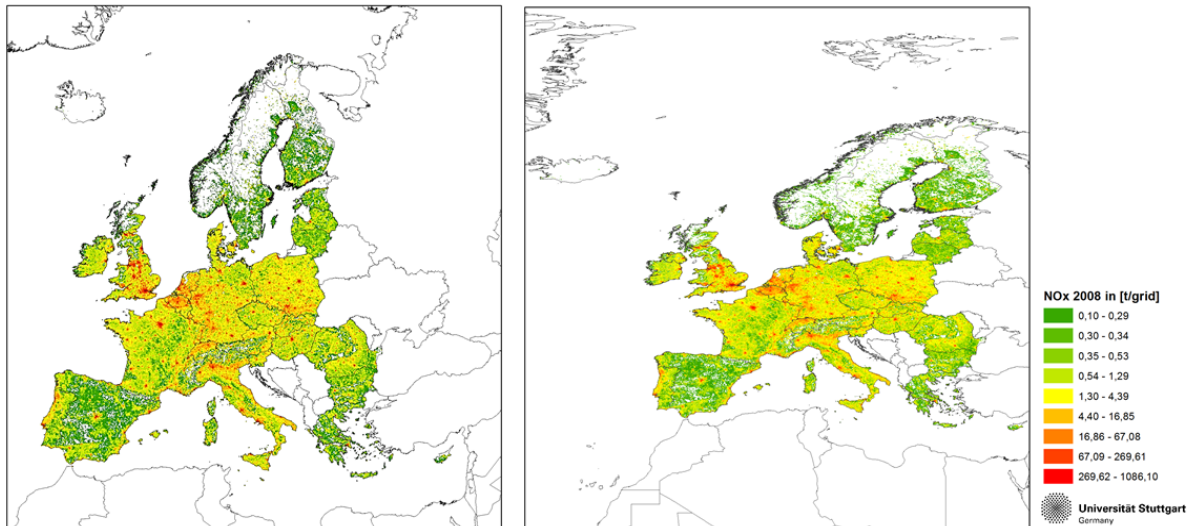 NOx 2008 in [t/grid]
0,10 - 0,29
0,30 - 0,34
0,35 - 0,53
0,54 - 1,29
1,30 - 4,39
4,40 - 16,85
16,86 - 67,08
67,09 - 269,61
269,62 - 1086,10
Universität Stuttgart
Germany